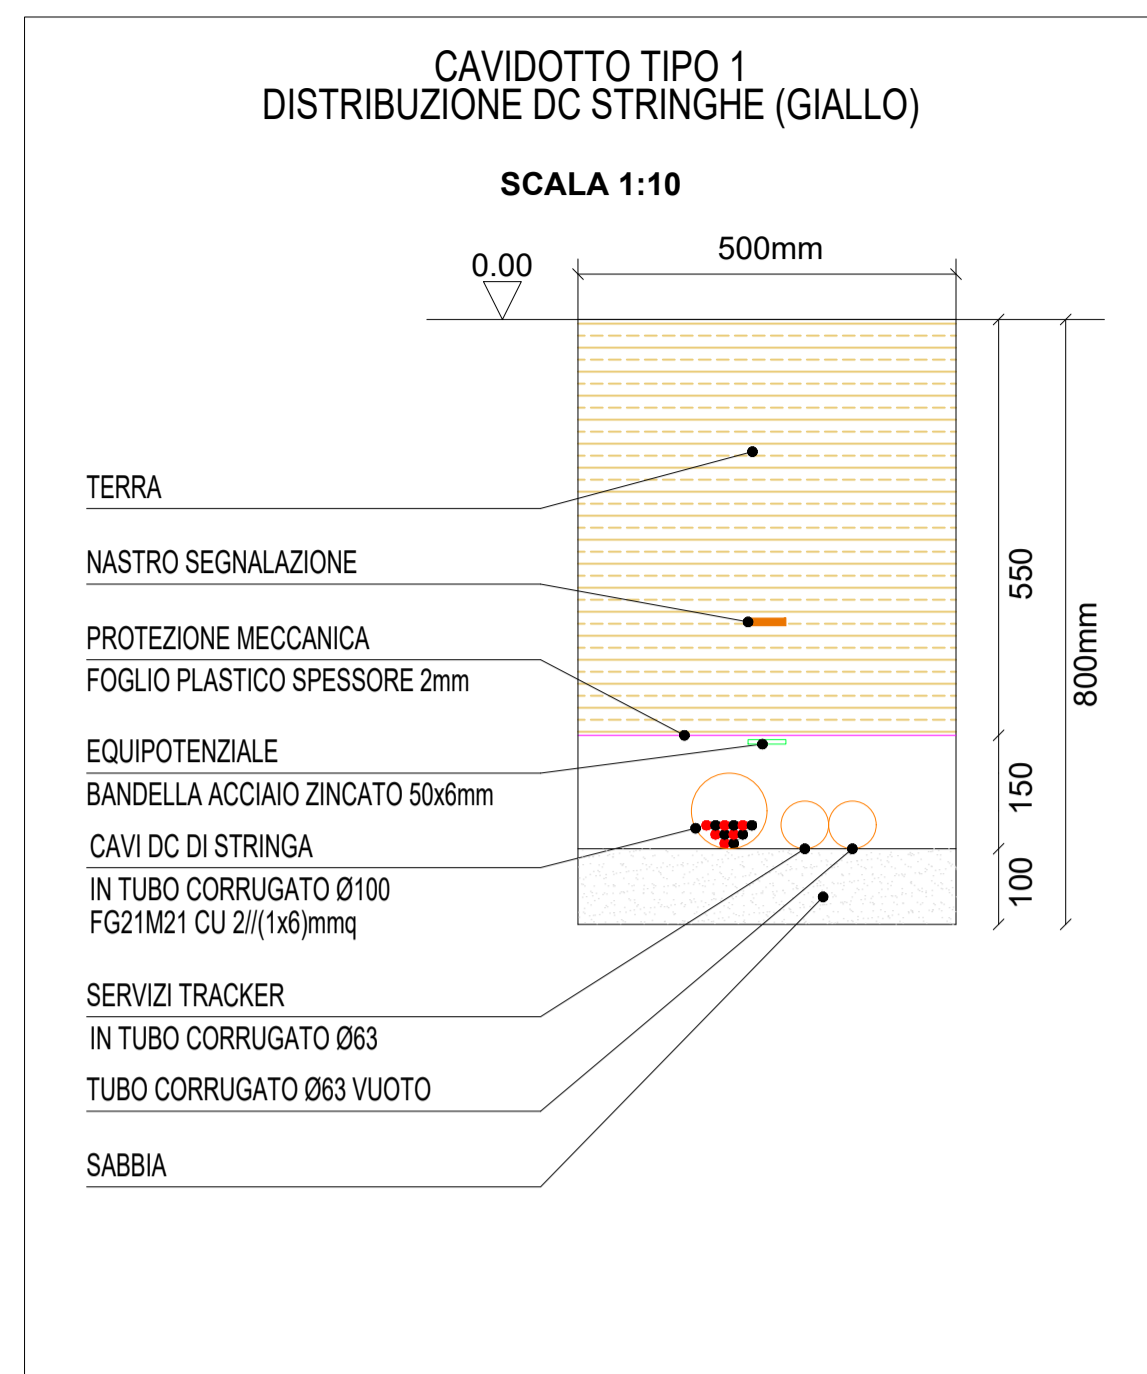 CAVIDOTTO TIPO 1
DISTRIBUZIONE DC STRINGHE (GIALLO)
SCALA 1:10
500mm
0.00
TERRA
NASTRO SEGNALAZIONE
PROTEZIONE MECCANICA
FOGLIO PLASTICO SPESSORE 2mm
EQUIPOTENZIALE
BANDELLA ACCIAIO ZINCATO 50x6mm
CAVI DC DI STRINGA
IN TUBO CORRUGATO Ø100
FG21M21 CU 2//(1x6)mmq
SERVIZI TRACKER
IN TUBO CORRUGATO Ø63
TUBO CORRUGATO Ø63 VUOTO
SABBIA
550
150
100
800mm